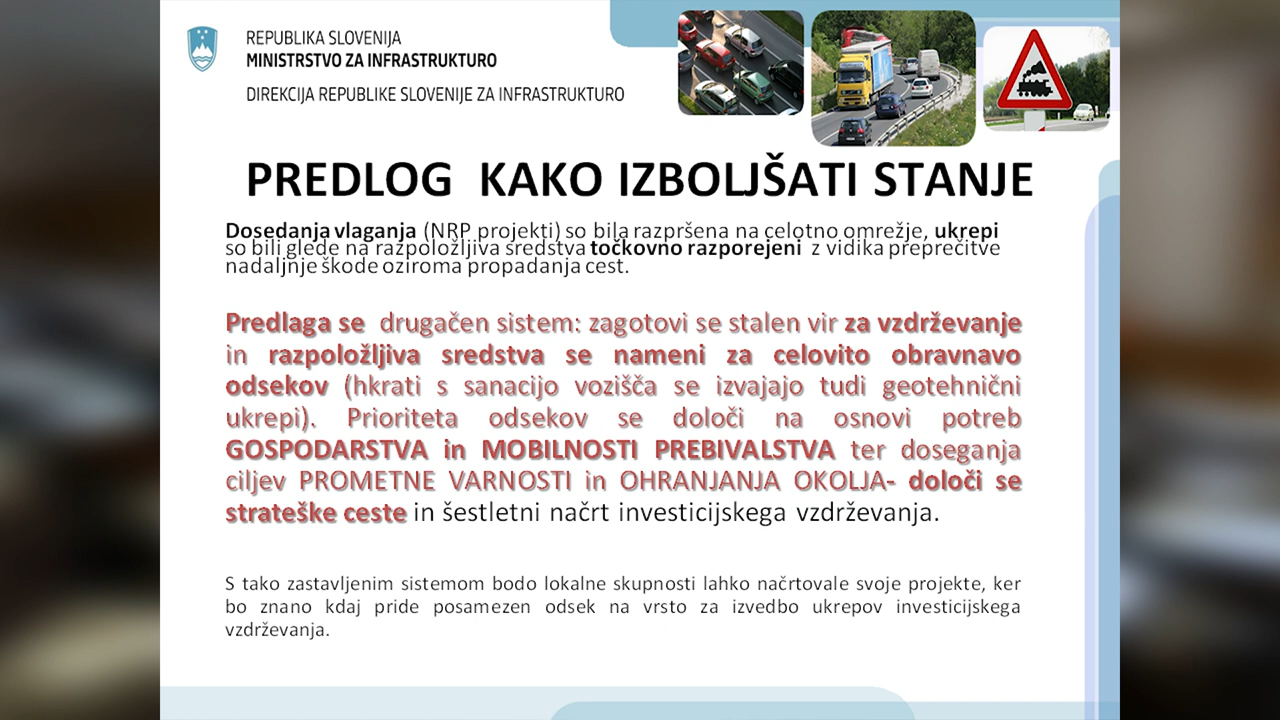 REPUBLIKA SLOVENIJA
MINISTRSTVO ZA INFRASTRUKTURO
DIREKCIJA REPUBLIKE SLOVENIJE ZA INFRASTRUKTURO
PREDLOG KAKO IZBOLJŠATI STANJE
Dosedanja vlaganja (NRP projekti) so bila razpršena na celotno omrežje, ukrepi
so bili glede na razpoložljiva sredstva točkovno razporejeni z vidika preprečitve
nadaljnje škode oziroma propadanja cest.
Predlaga se drugačen sistem: zagotovi se stalen vir za vzdrževanje
in razpoložljiva sredstva se nameni za celovito obravnavo
odsekov (hkrati s sanacijo vozišča se izvajajo tudi geotehnični
ukrepi). Prioriteta odsekov se določi na osnovi potreb
GOSPODARSTVA in MOBILNOSTI PREBIVALSTVA ter doseganja
ciljev PROMETNE VARNOSTI in OHRANJANJA OKOLJA- določi se
strateške ceste in šestletni načrt investicijskega vzdrževanja.
S tako zastavljenim sistemom bodo lokalne skupnosti lahko načrtovale svoje projekte, ker
bo znano kdaj pride posamezen odsek na vrsto za izvedbo ukrepov investicijskega
vzdrževanja.